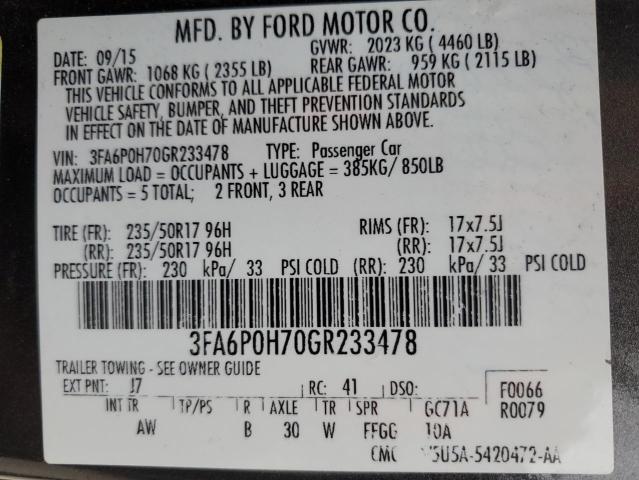 MFD. BY FORD MOTOR CO.
DATE: 09/15 GVWR: 2023 KG ( 4460 LB)
FRONT GAWR: 1068 KG ( 2355 LB) REAR GAWR: 959 KG ( 2115 LB)
THIS VEHICLE CONFORMS TO ALL APPLICABLE FEDERAL MOTOR
VEHICLE SAFETY, BUMPER, AND THEFT PREVENTION STANDARDS
IN EFFECT ON THE DATE OF MANUFACTURE SHOWN ABOVE.
VIN: 3FA6P0H70GR233478 TYPE: Passenger Car
MAXIMUM LOAD = OCCUPANTS + LUGGAGE = 385KG/ 850LB
OCCUPANTS = 5 TOTAL; 2 FRONT, 3 REAR
TIRE (FR): 235/50R17 96H RIMS (FR): 17x7.5J
(RR): 235/50R17 96H (RR): 17x7.5J
PRESSURE (FR): 230 kPa/ 33 PSI COLD (RR): 230 kPa/ 33 PSI COLD
3FA6P0H70GR233478
TRAILER TOWING - SEE OWNER GUIDE
EXT PNT: J7 RC: 41 DSO: F0066
INT TR TP/PS R AXLE TR SPR GC71A R0079
AW B 30 W FFGG 10A
CMC 5U5A-5420472-AA